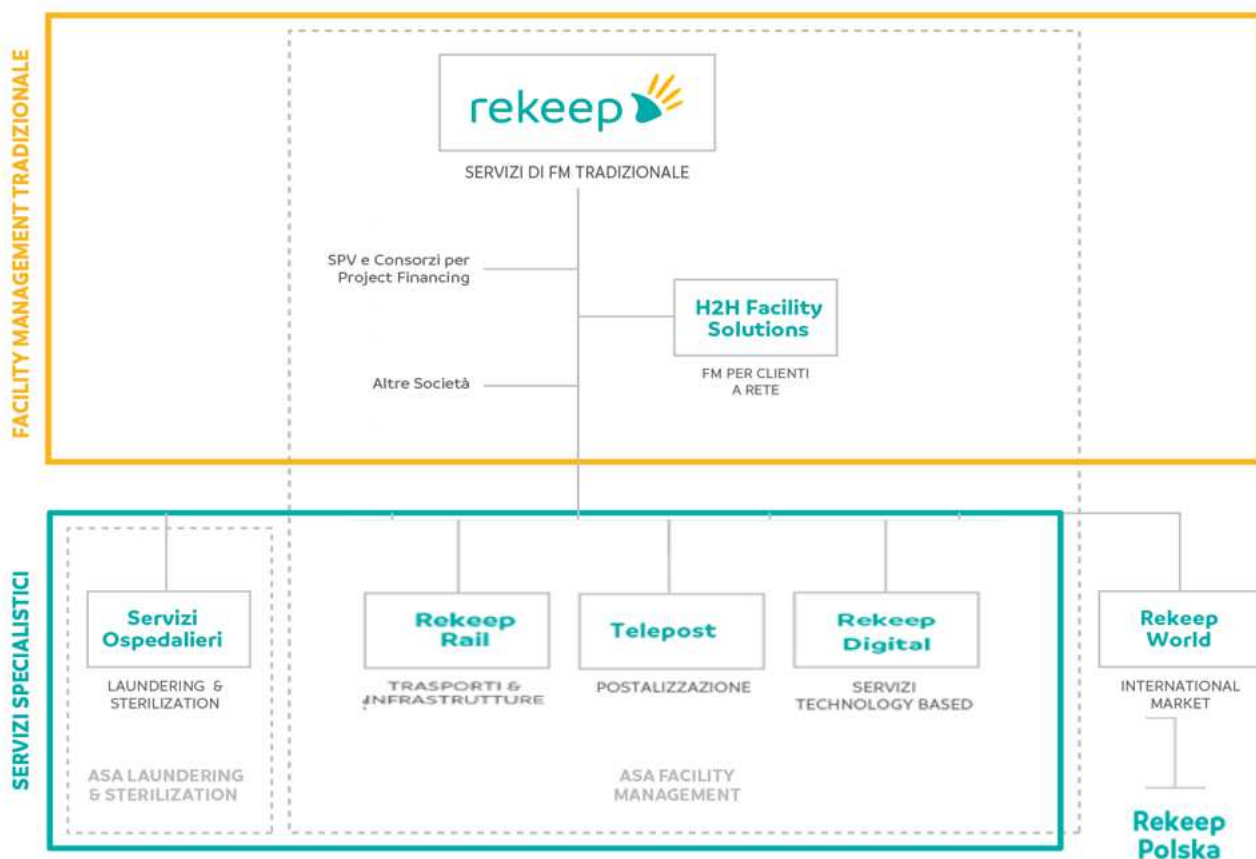 FACILITY MANAGEMENT TRADIZIONALE
rekeep
SERVIZI DI FM TRADIZIONALE
SPV e Consorzi per
Project Financing
H2H Facility
Solutions
FM PER CLIENTI
A RETE
Altre Società
SERVIZI SPECIALISTICI
Servizi
Ospedalieri
LAUNDERING &
STERILIZATION
ASA LAUNDERING
& STERILIZATION
Rekeep
Rail
TRASPORTI &
INFRASTRUTTURE
Telepost
POSTALIZZAZIONE
Rekeep
Digital
SERVIZI
TECHNOLOGY BASED
ASA FACILITY
MANAGEMENT
Rekeep
World
INTERNATIONAL
MARKET
Rekeep
Polska